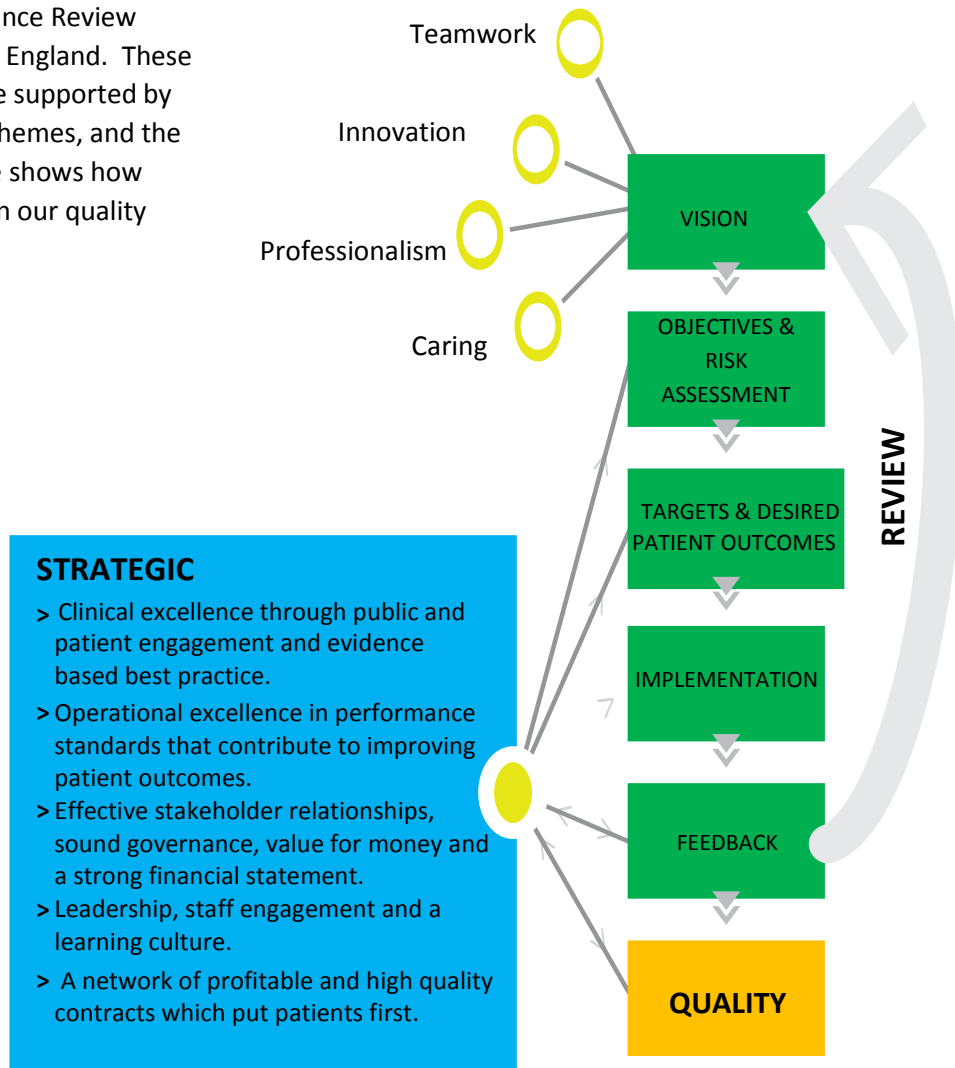 nce Review
England. These
e supported by
hemes, and the
e shows how
n our quality
Teamwork
Innovation
Professionalism
Caring
VISION
OBJECTIVES &
RISK
ASSESSMENT
TARGETS & DESIRED
PATIENT OUTCOMES
IMPLEMENTATION
FEEDBACK
QUALITY
REVIEW
STRATEGIC
> Clinical excellence through public and
patient engagement and evidence
based best practice.
> Operational excellence in performance
standards that contribute to improving
patient outcomes.
> Effective stakeholder relationships,
sound governance, value for money and
a strong financial statement.
> Leadership, staff engagement and a
learning culture.
> A network of profitable and high quality
contracts which put patients first.